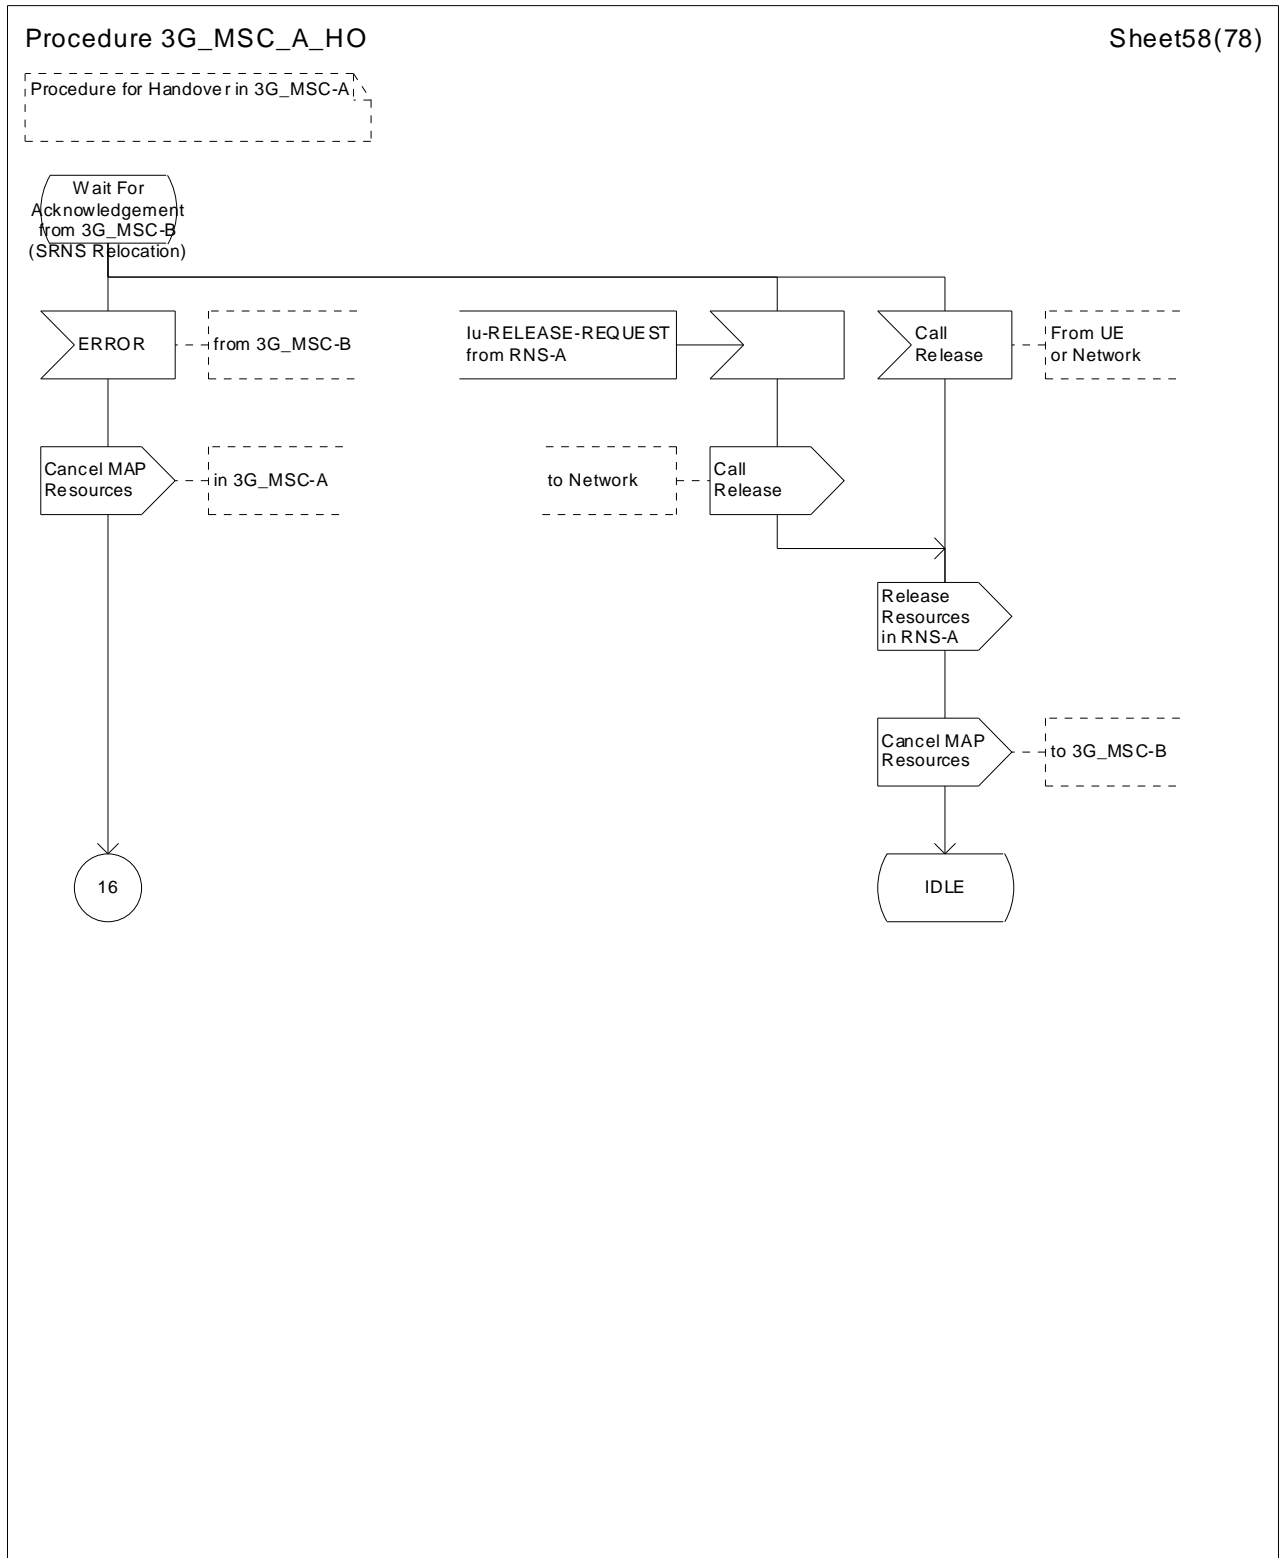 Procedure 3G_MSC_A_HO
Sheet58(78)
Procedure for Handover in 3G_MSC-A
Wait For
Acknowledgement
from 3G_MSC-B
(SRNS Relocation)
ERROR
from 3G_MSC-B
Iu-RELEASE-REQUEST
from RNS-A
Call
Release
From UE
or Network
Cancel MAP
Resources
in 3G_MSC-A
to Network
Call
Release
Release
Resources
in RNS-A
Cancel MAP
Resources
to 3G_MSC-B
16
IDLE